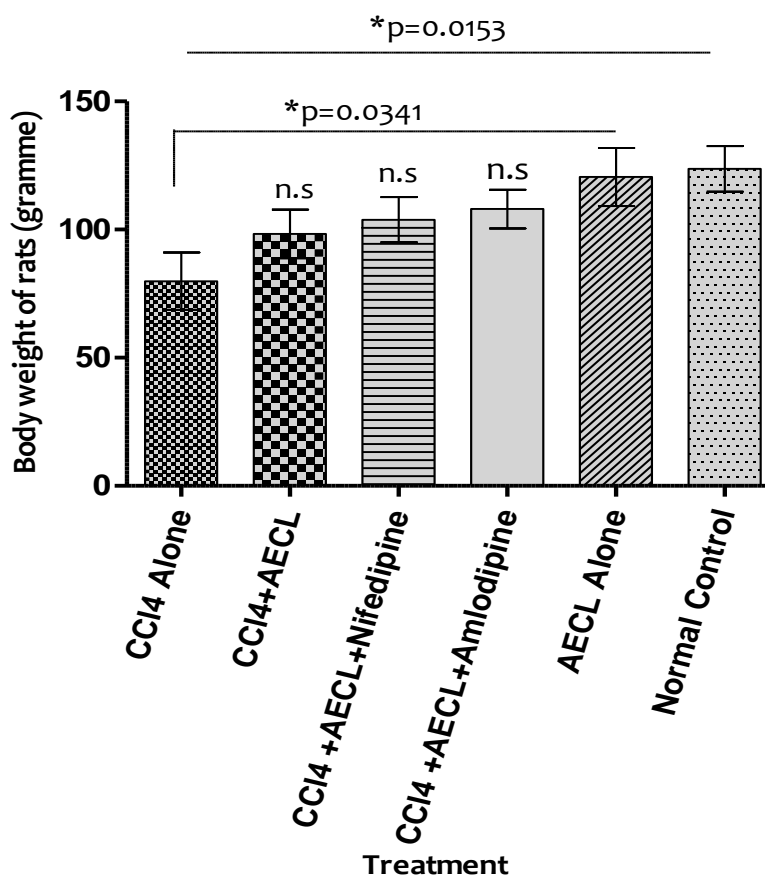 *p=0.0153
*p=0.0341
n.s
n.s
n.s
Body weight of rats (gramme)
150
100
50
0
CCl4 Alone
CCl4+AECL
CCl4 +AECL+Nifedipine
CCl4 +AECL+Amlodipine
AECL Alone
Normal Control
Treatment